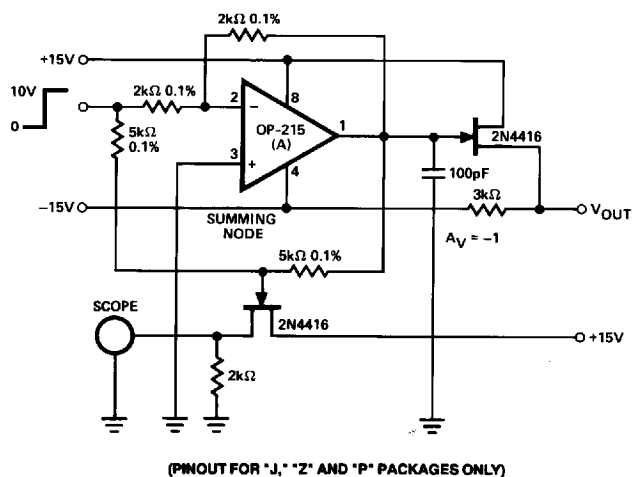 2kΩ 0.1%
+15V
10V
0
2kΩ 0.1%
2
−
8
OP-215
(A)
1
3
+
4
5kΩ
0.1%
2N4416
100pF
3kΩ
VOUT
−15V
SUMMING
NODE
AV = −1
5kΩ 0.1%
SCOPE
2N4416
+15V
2kΩ
(PINOUT FOR "J," "Z" AND "P" PACKAGES ONLY)